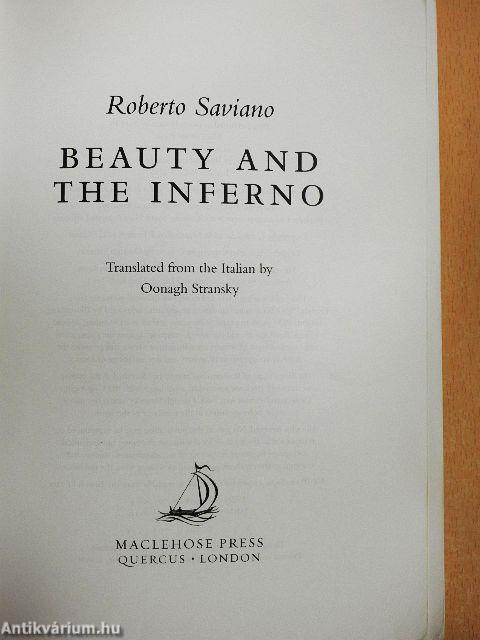 Roberto Saviano
BEAUTY AND
THE INFERNO
Translated from the Italian by
Oonagh Stransky
MACLEHOSE PRESS
QUERCUS · LONDON
Antikvárium.hu